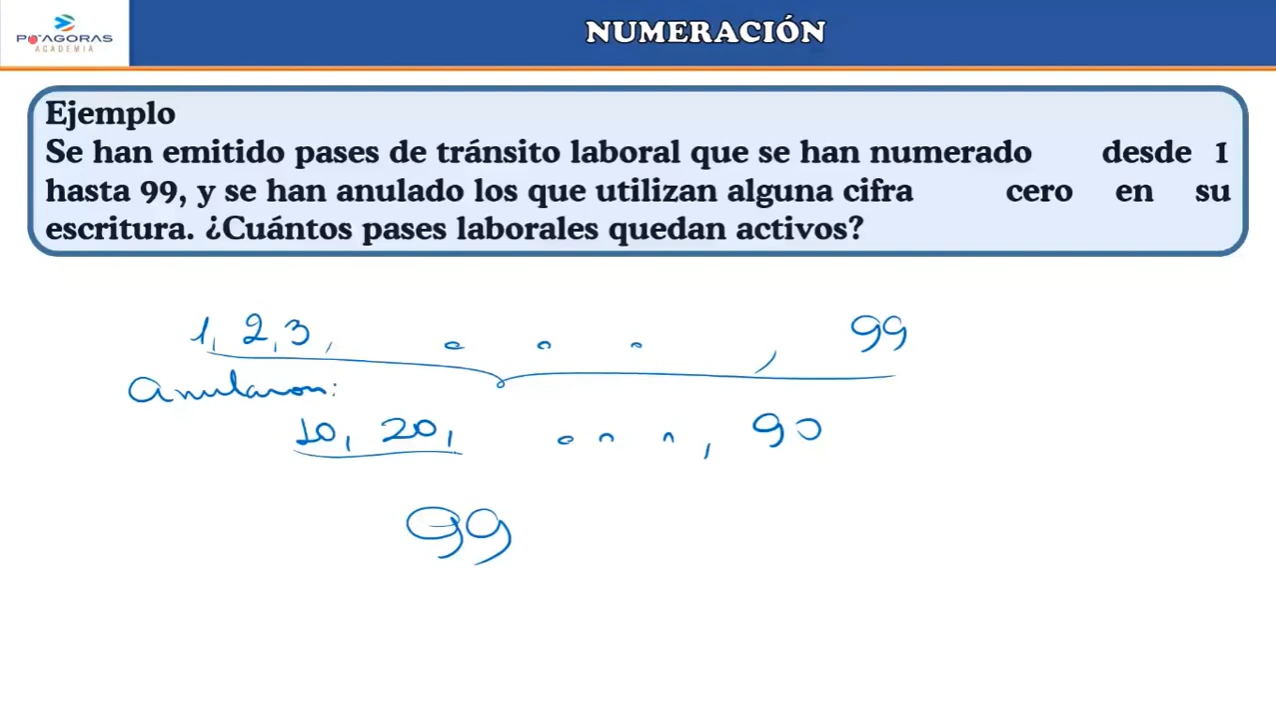 PITAGORAS
ACADEMIA
NUMERACIÓN
Ejemplo
Se han emitido pases de tránsito laboral que se han numerado desde 1
hasta 99, y se han anulado los que utilizan alguna cifra cero en su
escritura. ¿Cuántos pases laborales quedan activos?
1, 2, 3, . . . , 99
Anularon:
10, 20, . . . , 90
99